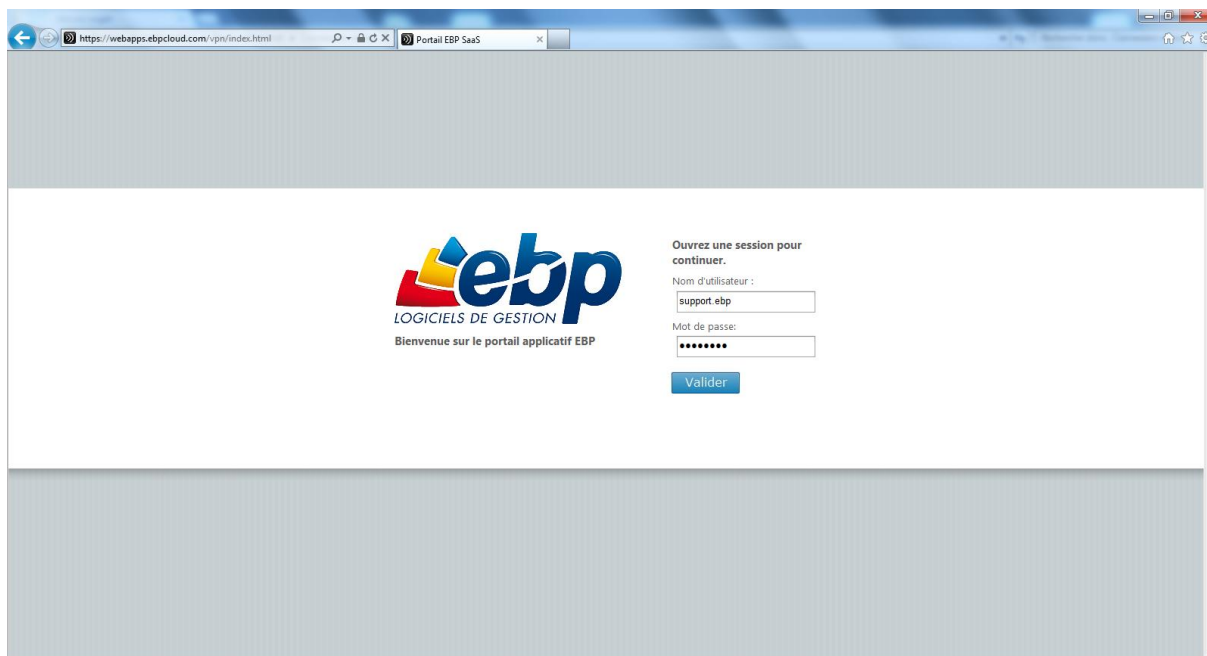 https://webapps.ebpcloud.com/vpn/index.html
Portail EBP SaaS
ebp
LOGICIELS DE GESTION
Bienvenue sur le portail applicatif EBP
Ouvrez une session pour
continuer.
Nom d'utilisateur :
support.ebp
Mot de passe:
••••••••
Valider